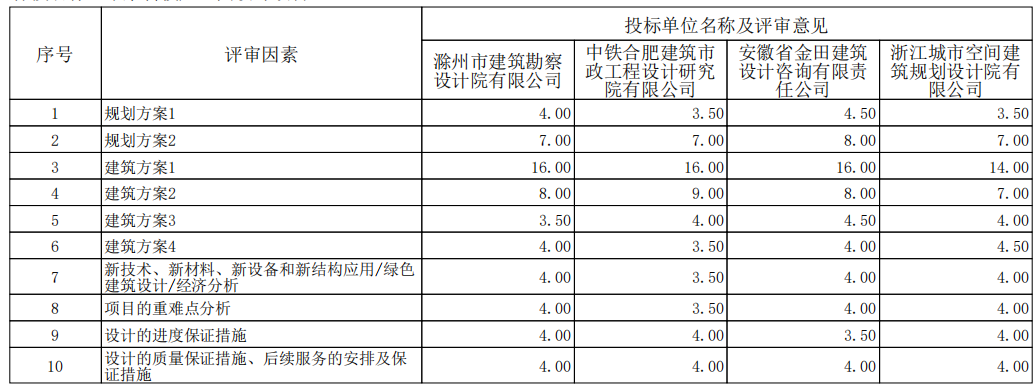 序号 评审因素 投标单位名称及评审意见
滁州市建筑勘察
设计院有限公司
中铁合肥建筑市
政工程设计研究
院有限公司
安徽省金田建筑
设计咨询有限责
任公司
浙江城市空间建
筑规划设计院有
限公司
1 规划方案1 4.00 3.50 4.50 3.50
2 规划方案2 7.00 7.00 8.00 7.00
3 建筑方案1 16.00 16.00 16.00 14.00
4 建筑方案2 8.00 9.00 8.00 7.00
5 建筑方案3 3.50 4.00 4.50 4.00
6 建筑方案4 4.00 3.50 4.00 4.50
7 新技术、新材料、新设备和新结构应用/绿色
建筑设计/经济分析 4.00 3.50 4.00 4.00
8 项目的重难点分析 4.00 3.50 4.00 4.00
9 设计的进度保证措施 4.00 4.00 3.50 4.00
10 设计的质量保证措施、后续服务的安排及保
证措施 4.00 4.00 4.00 4.00